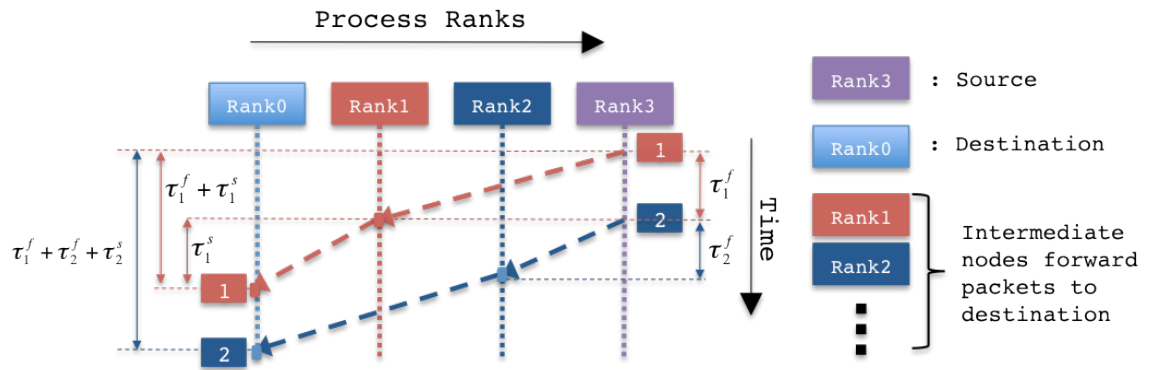 Process Ranks
Rank0
Rank1
Rank2
Rank3
1
2
τ₁ᶠ + τ₁ˢ
τ₁ˢ
τ₁ᶠ + τ₂ᶠ + τ₂ˢ
1
2
τ₁ᶠ
τ₂ᶠ
Time
Rank3 : Source
Rank0 : Destination
Rank1
Rank2
Intermediate
nodes forward
packets to
destination